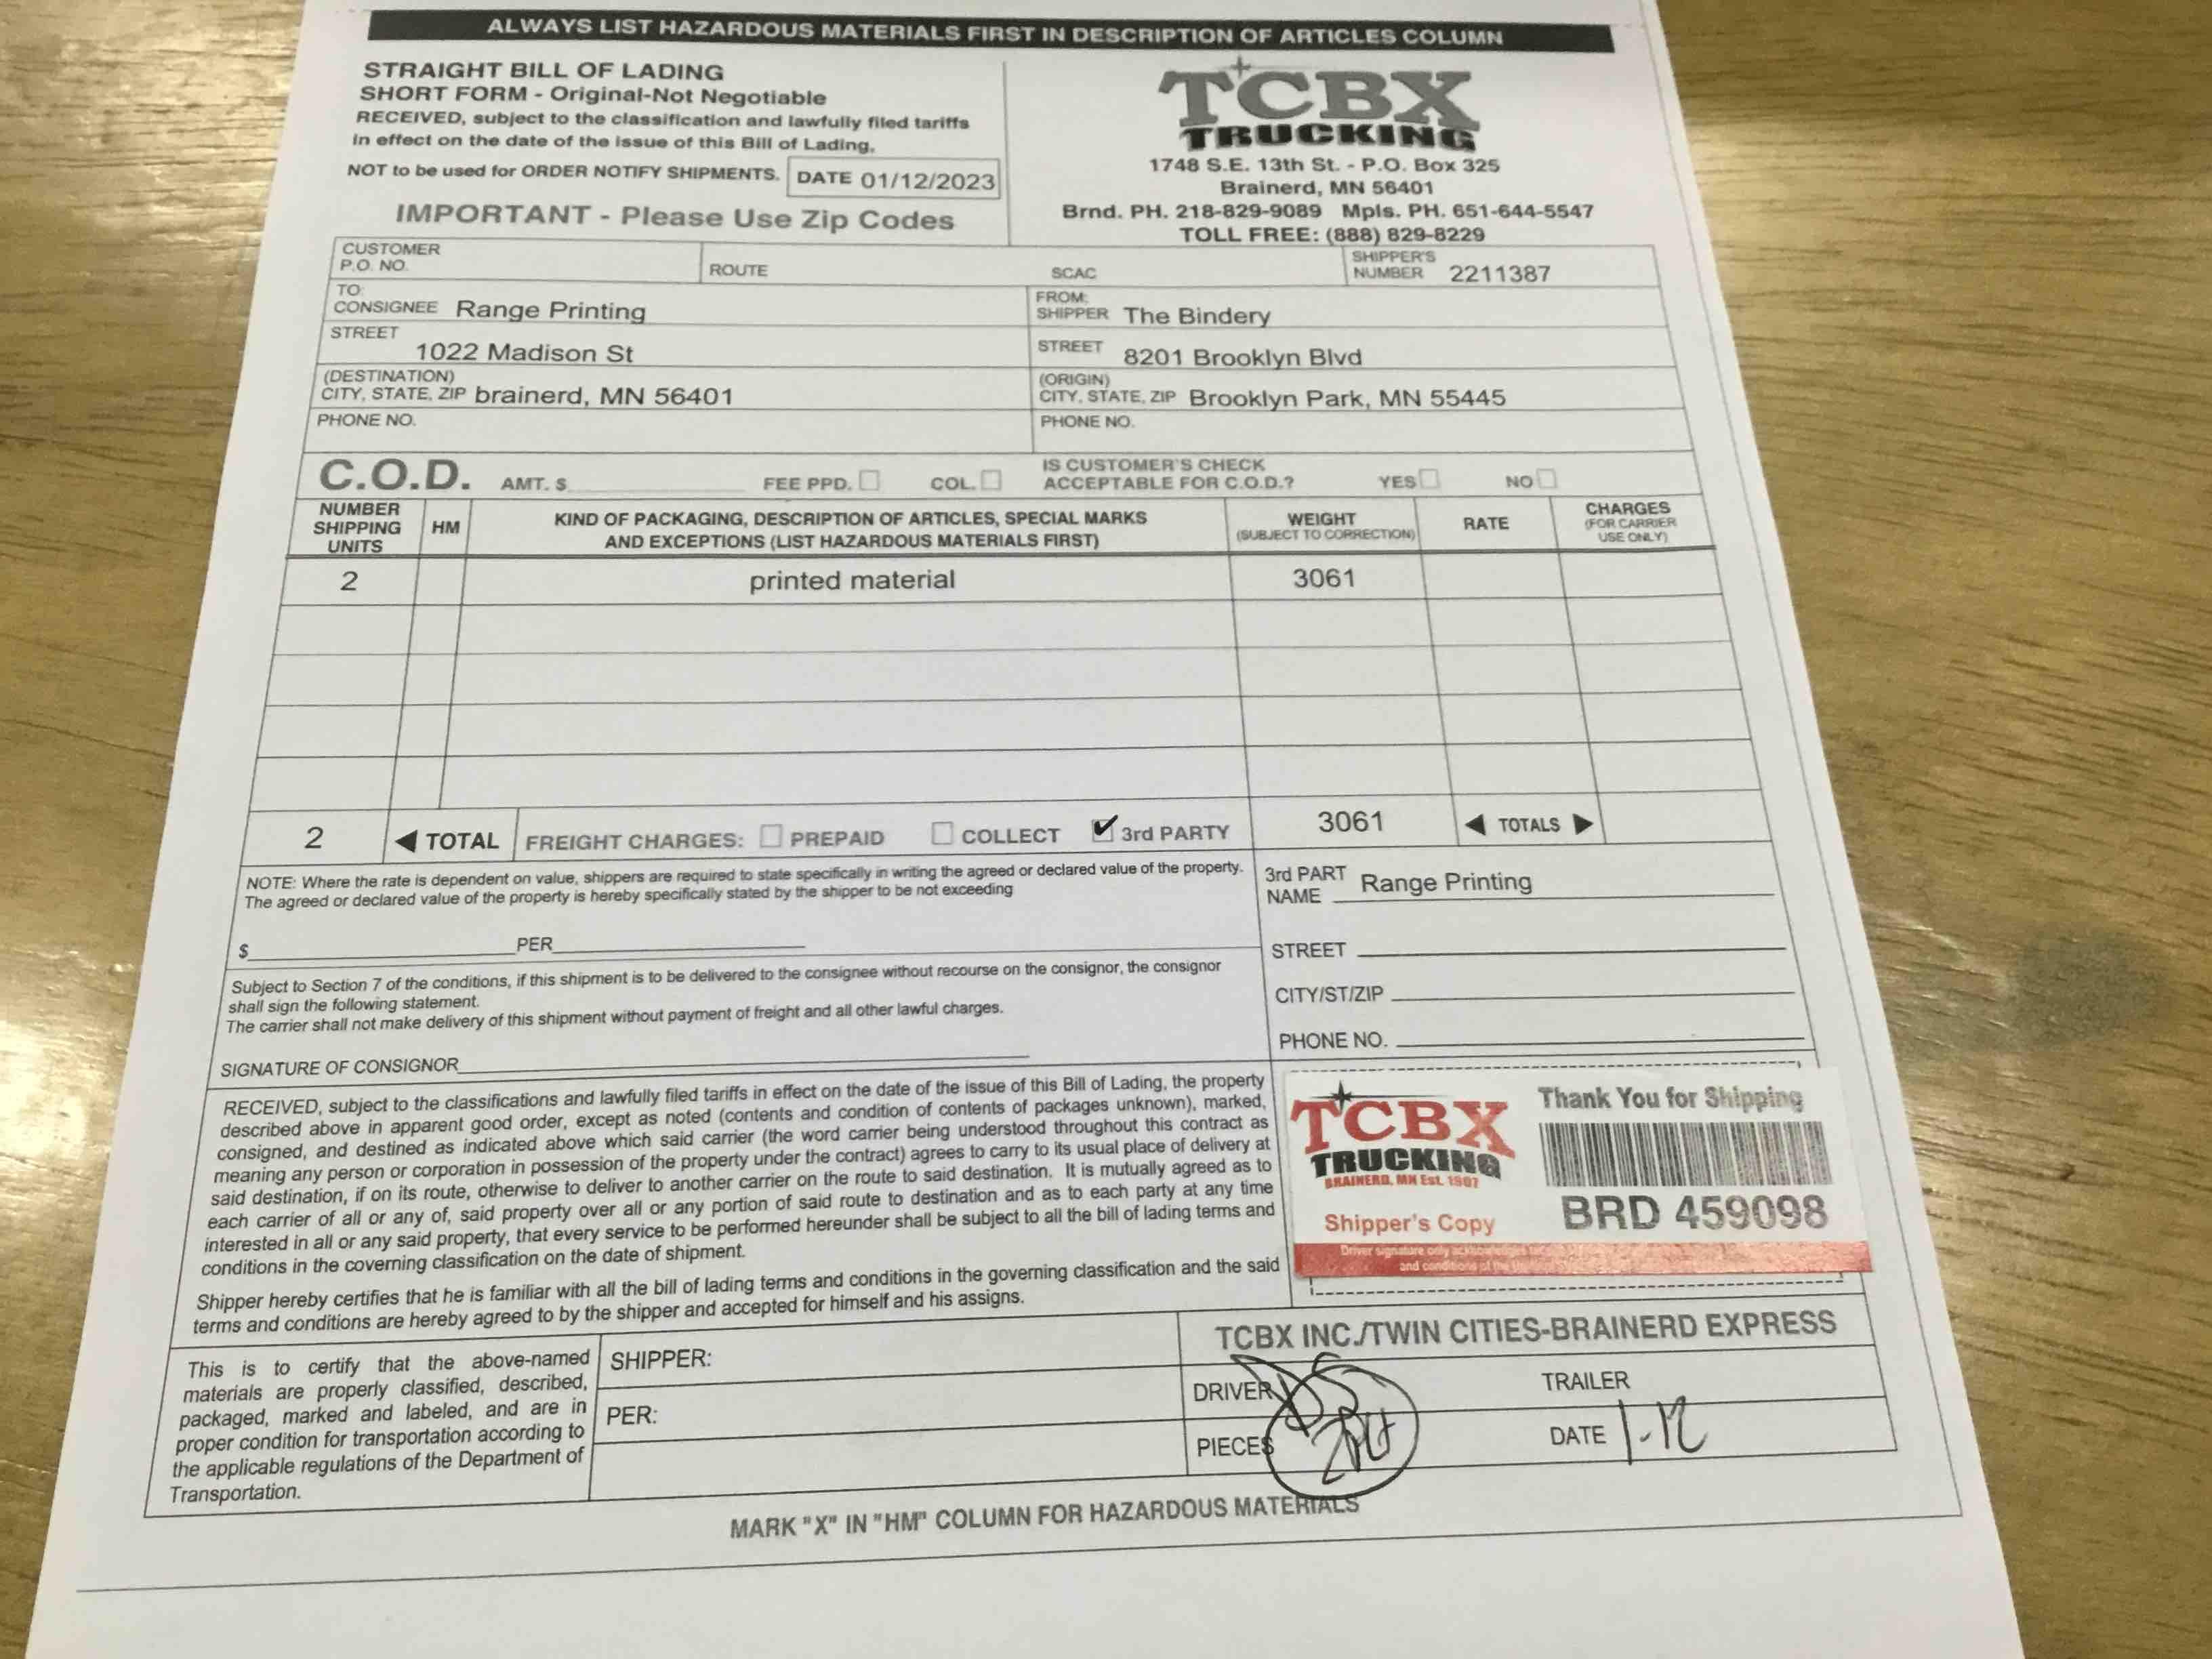 ALWAYS LIST HAZARDOUS MATERIALS FIRST IN DESCRIPTION OF ARTICLES COLUMN
STRAIGHT BILL OF LADING
SHORT FORM - Original-Not Negotiable
RECEIVED, subject to the classification and lawfully filed tariffs
in effect on the date of the issue of this Bill of Lading.
NOT to be used for ORDER NOTIFY SHIPMENTS. DATE 01/12/2023
IMPORTANT - Please Use Zip Codes
TCBX
TRUCKING
1748 S.E. 13th St. - P.O. Box 325
Brainerd, MN 56401
Brnd. PH. 218-829-9089 Mpls. PH. 651-644-5547
TOLL FREE: (888) 829-8229
CUSTOMER
P.O. NO.
ROUTE
SCAC
SHIPPER'S
NUMBER 2211387
TO:
CONSIGNEE Range Printing
FROM:
SHIPPER The Bindery
STREET
1022 Madison St
STREET 8201 Brooklyn Blvd
(DESTINATION)
CITY, STATE, ZIP brainerd, MN 56401
(ORIGIN)
CITY, STATE, ZIP Brooklyn Park, MN 55445
PHONE NO.
PHONE NO.
C.O.D. AMT. $ FEE PPD. COL.
IS CUSTOMER'S CHECK
ACCEPTABLE FOR C.O.D.? YES NO
NUMBER
SHIPPING
UNITS
HM
KIND OF PACKAGING, DESCRIPTION OF ARTICLES, SPECIAL MARKS
AND EXCEPTIONS (LIST HAZARDOUS MATERIALS FIRST)
WEIGHT
(SUBJECT TO CORRECTION)
RATE
CHARGES
(FOR CARRIER
USE ONLY)
2 printed material 3061
2 ◀ TOTAL FREIGHT CHARGES: PREPAID COLLECT ✔ 3rd PARTY 3061 ◀ TOTALS ▶
NOTE: Where the rate is dependent on value, shippers are required to state specifically in writing the agreed or declared value of the property.
The agreed or declared value of the property is hereby specifically stated by the shipper to be not exceeding
$ PER
3rd PART
NAME Range Printing
STREET
CITY/ST/ZIP
PHONE NO.
Subject to Section 7 of the conditions, if this shipment is to be delivered to the consignee without recourse on the consignor, the consignor
shall sign the following statement.
The carrier shall not make delivery of this shipment without payment of freight and all other lawful charges.
SIGNATURE OF CONSIGNOR
RECEIVED, subject to the classifications and lawfully filed tariffs in effect on the date of the issue of this Bill of Lading, the property
described above in apparent good order, except as noted (contents and condition of contents of packages unknown), marked,
consigned, and destined as indicated above which said carrier (the word carrier being understood throughout this contract as
meaning any person or corporation in possession of the property under the contract) agrees to carry to its usual place of delivery at
said destination, if on its route, otherwise to deliver to another carrier on the route to said destination. It is mutually agreed as to
each carrier of all or any of, said property over all or any portion of said route to destination and as to each party at any time
interested in all or any said property, that every service to be performed hereunder shall be subject to all the bill of lading terms and
conditions in the coverning classification on the date of shipment.
Shipper hereby certifies that he is familiar with all the bill of lading terms and conditions in the governing classification and the said
terms and conditions are hereby agreed to by the shipper and accepted for himself and his assigns.
TCBX
TRUCKING
BRAINERD, MN Est. 1987
Shipper's Copy
Thank You for Shipping
BRD 459098
Driver signature only acknowledges
and conditions of the
This is to certify that the above-named
materials are properly classified, described,
packaged, marked and labeled, and are in
proper condition for transportation according to
the applicable regulations of the Department of
Transportation.
SHIPPER:
PER:
TCBX INC./TWIN CITIES-BRAINERD EXPRESS
DRIVER
TRAILER
PIECES
DATE 1-12
MARK "X" IN "HM" COLUMN FOR HAZARDOUS MATERIALS